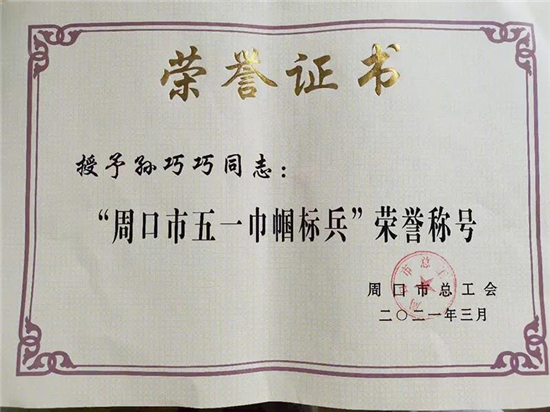 荣誉证书
授予孙巧巧同志：
“周口市五一巾帼标兵”荣誉称号
周口市总工会
二〇二一年三月